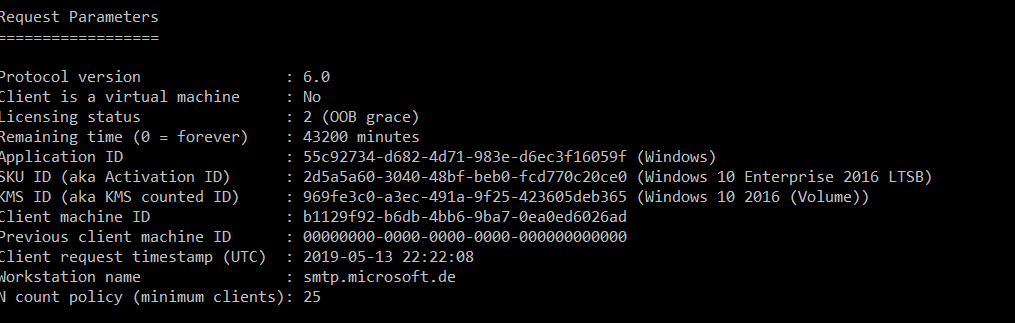 Request Parameters
==================
Protocol version : 6.0
Client is a virtual machine : No
Licensing status : 2 (OOB grace)
Remaining time (0 = forever) : 43200 minutes
Application ID : 55c92734-d682-4d71-983e-d6ec3f16059f (Windows)
SKU ID (aka Activation ID) : 2d5a5a60-3040-48bf-beb0-fcd770c20ce0 (Windows 10 Enterprise 2016 LTSB)
KMS ID (aka KMS counted ID) : 969fe3c0-a3ec-491a-9f25-423605deb365 (Windows 10 2016 (Volume))
Client machine ID : b1129f92-b6db-4bb6-9ba7-0ea0ed6026ad
Previous client machine ID : 00000000-0000-0000-0000-000000000000
Client request timestamp (UTC) : 2019-05-13 22:22:08
Workstation name : smtp.microsoft.de
N count policy (minimum clients): 25